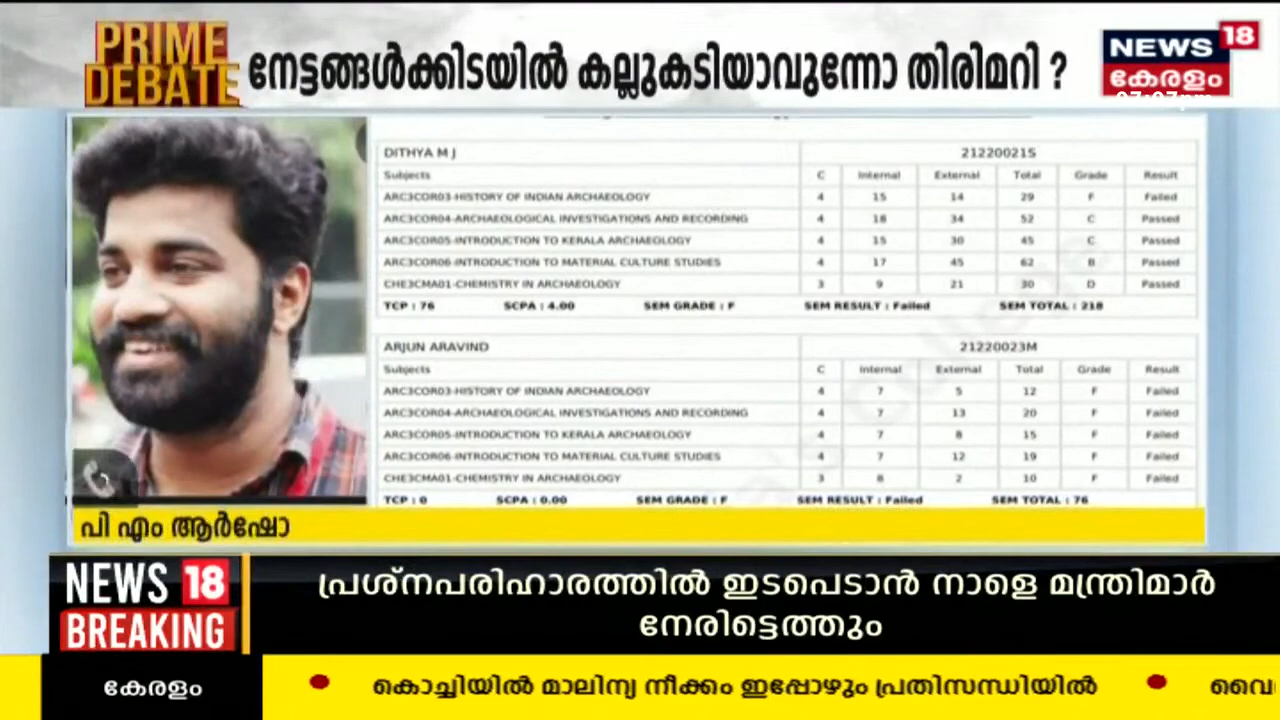 PRIME DEBATE
നേട്ടങ്ങൾക്കിടയിൽ കല്ലുകടിയാവുന്നോ തിരിമറി ?
NEWS 18
കേരളം
DITHYA M J 21220021S
Subjects C Internal External Total Grade Result
ARC3COR03-HISTORY OF INDIAN ARCHAEOLOGY 4 15 14 29 F Failed
ARC3COR04-ARCHAEOLOGICAL INVESTIGATIONS AND RECORDING 4 18 34 52 C Passed
ARC3COR05-INTRODUCTION TO KERALA ARCHAEOLOGY 4 15 30 45 C Passed
ARC3COR06-INTRODUCTION TO MATERIAL CULTURE STUDIES 4 17 45 62 B Passed
CHE3CMA01-CHEMISTRY IN ARCHAEOLOGY 3 9 21 30 D Passed
TCP : 76 SCPA : 4.00 SEM GRADE : F SEM RESULT : Failed SEM TOTAL : 218
ARJUN ARAVIND 21220023M
Subjects C Internal External Total Grade Result
ARC3COR03-HISTORY OF INDIAN ARCHAEOLOGY 4 7 5 12 F Failed
ARC3COR04-ARCHAEOLOGICAL INVESTIGATIONS AND RECORDING 4 7 13 20 F Failed
ARC3COR05-INTRODUCTION TO KERALA ARCHAEOLOGY 4 7 8 15 F Failed
ARC3COR06-INTRODUCTION TO MATERIAL CULTURE STUDIES 4 7 12 19 F Failed
CHE3CMA01-CHEMISTRY IN ARCHAEOLOGY 3 8 2 10 F Failed
TCP : 0 SCPA : 0.00 SEM GRADE : F SEM RESULT : Failed SEM TOTAL : 76
പി എം ആർഷോ
NEWS 18
BREAKING
പ്രശ്നപരിഹാരത്തിൽ ഇടപെടാൻ നാളെ മന്ത്രിമാർ
നേരിട്ടെത്തും
കേരളം
കൊച്ചിയിൽ മാലിന്യ നീക്കം ഇപ്പോഴും പ്രതിസന്ധിയിൽ